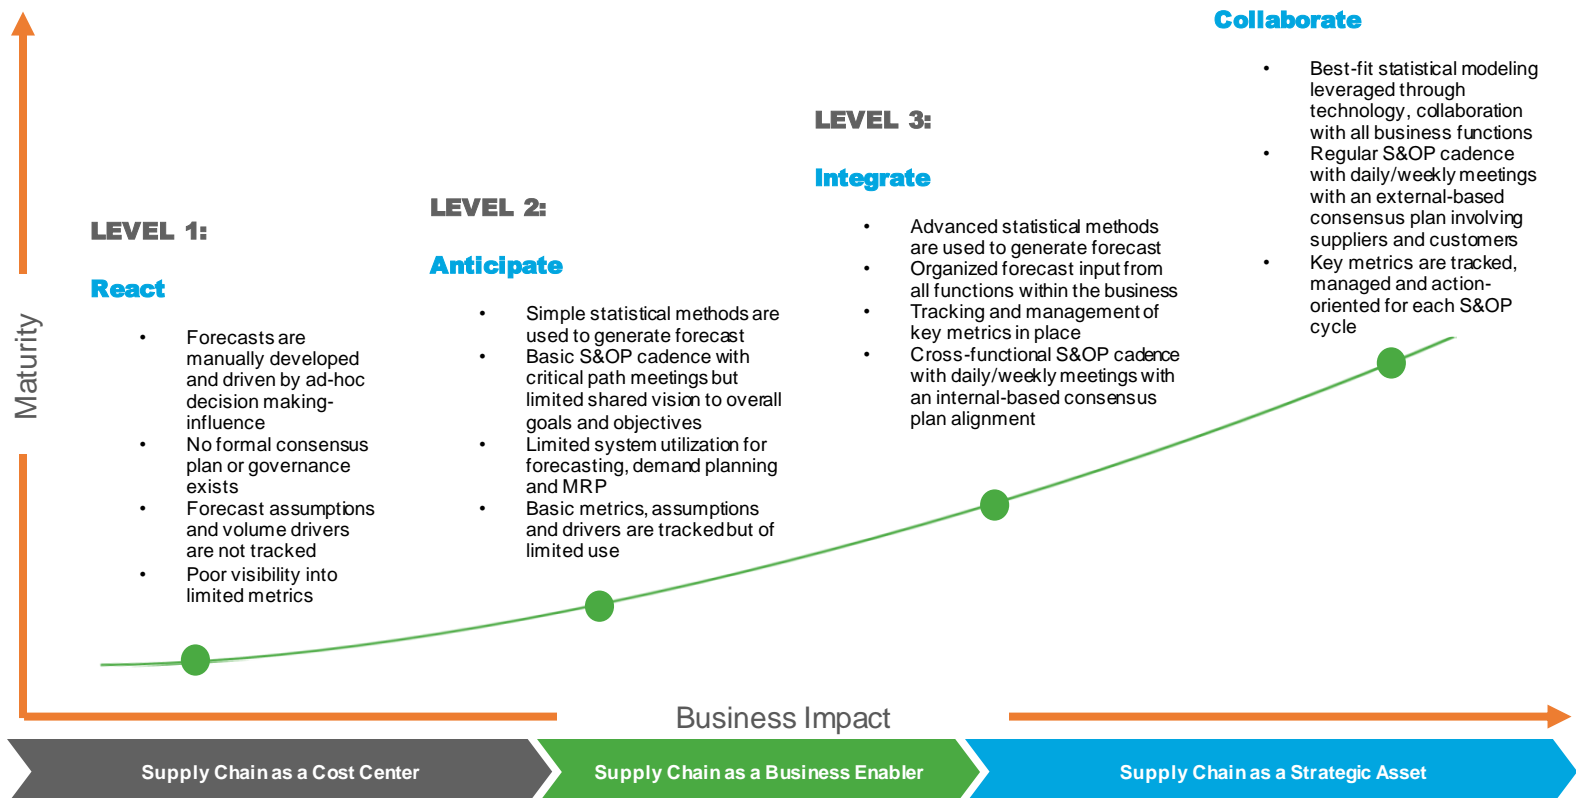 Collaborate
• Best-fit statistical modeling
leveraged through
technology, collaboration
with all business functions
• Regular S&OP cadence
with daily/weekly meetings
with an external-based
consensus plan involving
suppliers and customers
• Key metrics are tracked,
managed and action-
oriented for each S&OP
cycle
LEVEL 3:
Integrate
• Advanced statistical methods
are used to generate forecast
• Organized forecast input from
all functions within the business
• Tracking and management of
key metrics in place
• Cross-functional S&OP cadence
with daily/weekly meetings with
an internal-based consensus
plan alignment
LEVEL 2:
Anticipate
• Simple statistical methods are
used to generate forecast
• Basic S&OP cadence with
critical path meetings but
limited shared vision to overall
goals and objectives
• Limited system utilization for
forecasting, demand planning
and MRP
• Basic metrics, assumptions
and drivers are tracked but of
limited use
LEVEL 1:
React
• Forecasts are
manually developed
and driven by ad-hoc
decision making-
influence
• No formal consensus
plan or governance
exists
• Forecast assumptions
and volume drivers
are not tracked
• Poor visibility into
limited metrics
Maturity
Business Impact
Supply Chain as a Cost Center
Supply Chain as a Business Enabler
Supply Chain as a Strategic Asset